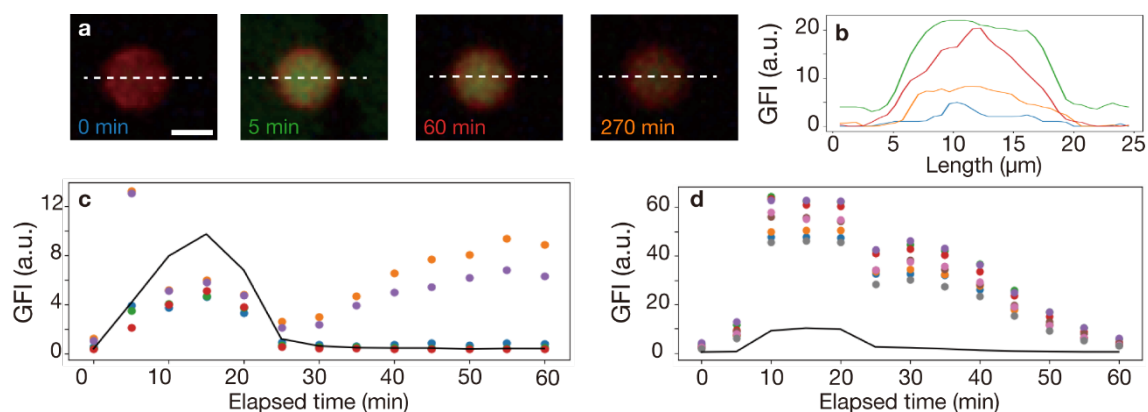 a
0 min
5 min
60 min
270 min
b
GFI (a.u.)
20
10
0
0 5 10 15 20 25
Length (µm)
c
GFI (a.u.)
12
8
4
0
0 10 20 30 40 50 60
Elapsed time (min)
d
GFI (a.u.)
60
40
20
0
0 10 20 30 40 50 60
Elapsed time (min)